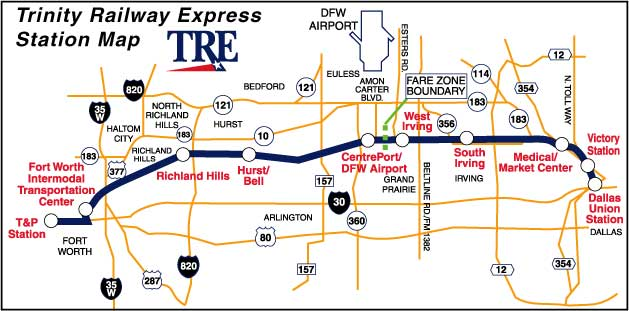 Trinity Railway Express
Station Map
TRE
DFW
AIRPORT
820
35
W
NORTH
RICHLAND
HILLS
HALTOM
CITY
BEDFORD
121
121
EULESS
AMON
CARTER
BLVD.
ESTERS RD.
FARE ZONE
BOUNDARY
114
183
12
354
N. TOLL WAY
183
183
RICHLAND
HILLS
377
HURST
10
183
West
Irving
356
Fort Worth
Intermodal
Transportation
Center
Richland Hills
Hurst/
Bell
CentrePort/
DFW Airport
South
Irving
Medical/
Market Center
Victory
Station
T&P
Station
157
30
360
GRAND
PRAIRIE
BELTLINE RD./FM 1382
IRVING
Dallas
Union
Station
DALLAS
FORT
WORTH
ARLINGTON
80
35
W
287
820
157
12
354